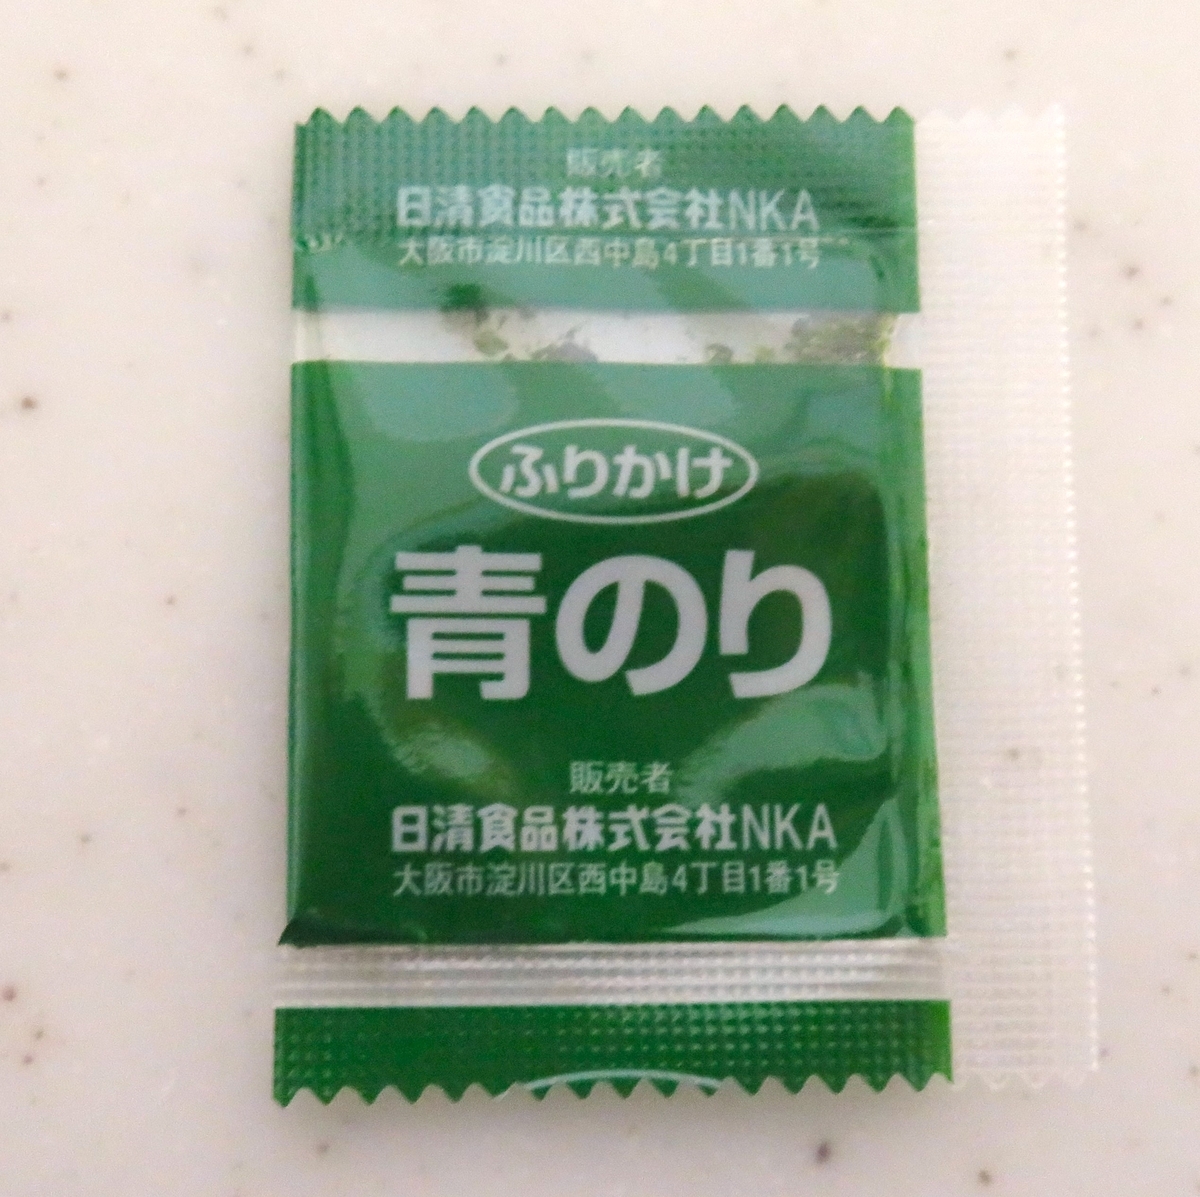 販売者
日清食品株式会社NKA
大阪市淀川区西中島4丁目1番1号
ふりかけ
青のり
販売者
日清食品株式会社NKA
大阪市淀川区西中島4丁目1番1号